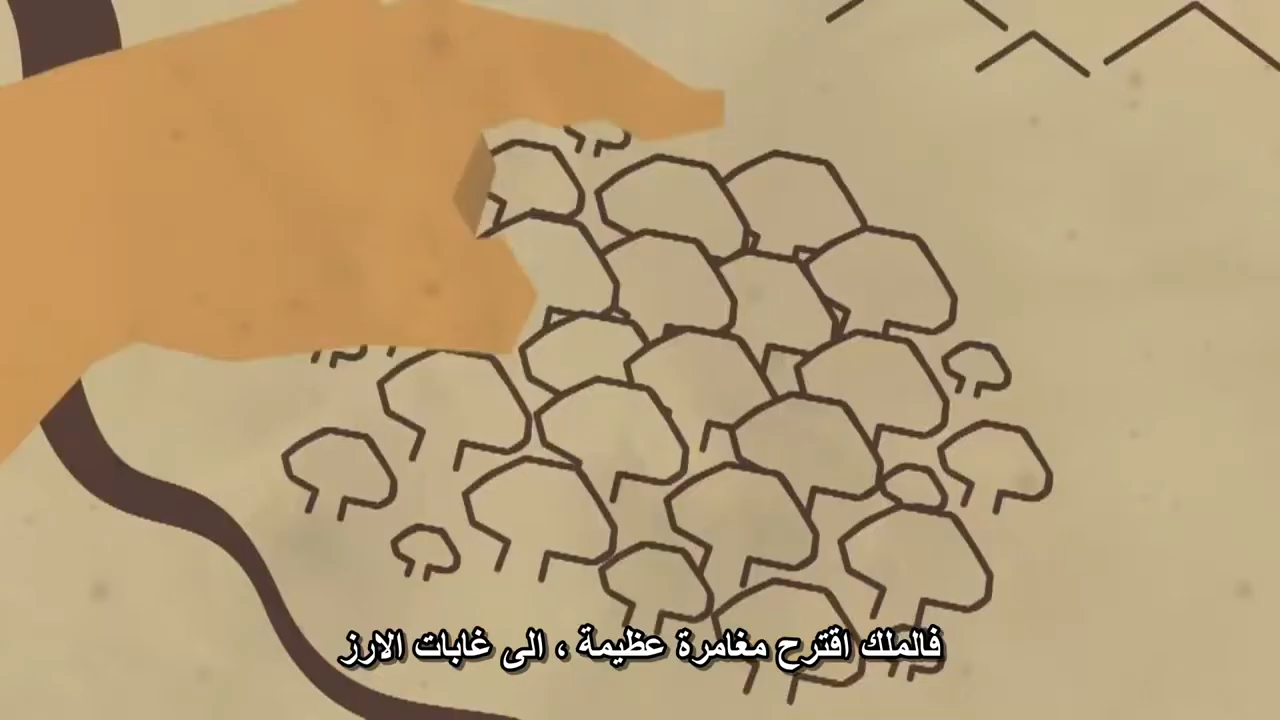 فالملك اقترح مغامرة عظيمة ، الى غابات الارز